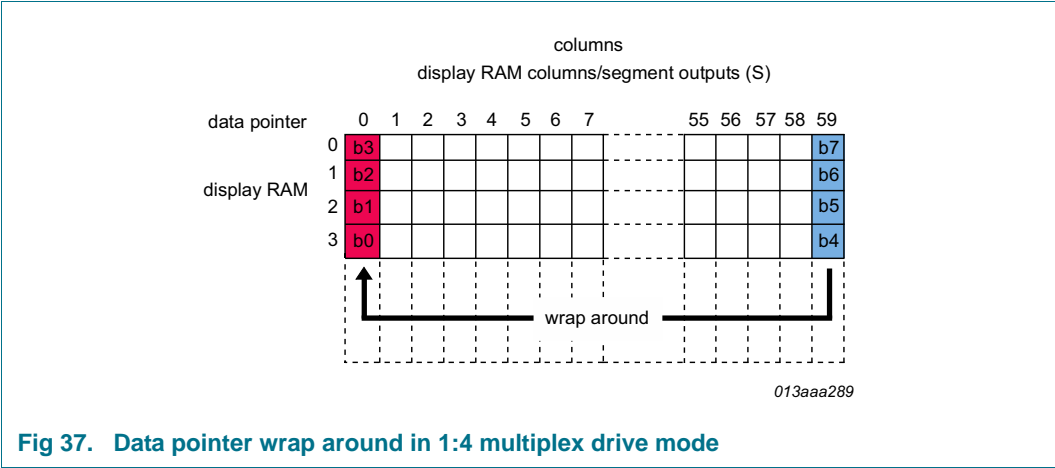 columns
display RAM columns/segment outputs (S)
data pointer 0 1 2 3 4 5 6 7 55 56 57 58 59
0 b3 b7
display RAM 1 b2 b6
2 b1 b5
3 b0 b4
wrap around
013aaa289
Fig 37. Data pointer wrap around in 1:4 multiplex drive mode